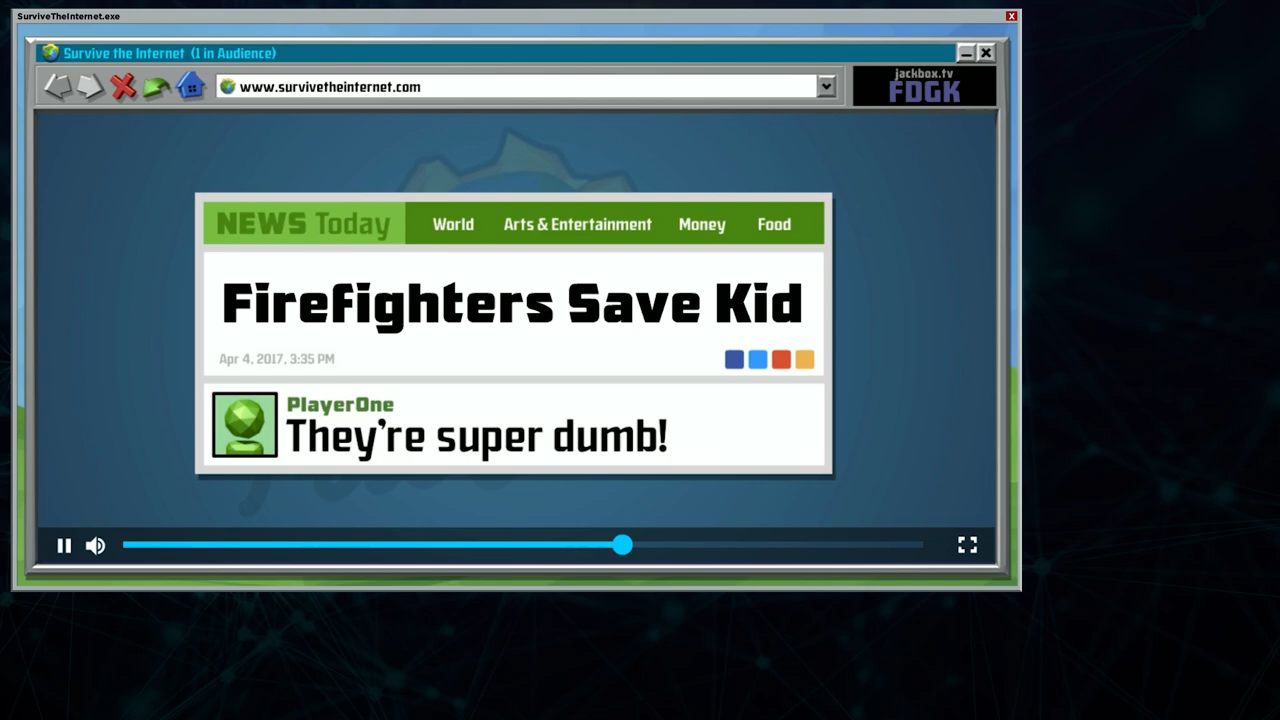 SurviveTheInternet.exe
X
Survive the Internet (1 in Audience)
www.survivetheinternet.com
jackbox.tv
FDGK
NEWS Today World Arts & Entertainment Money Food
Firefighters Save Kid
Apr 4, 2017, 3:35 PM
PlayerOne
They're super dumb!